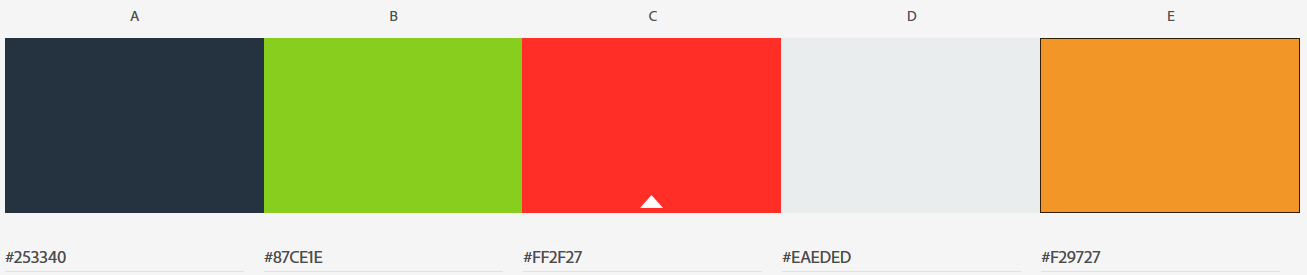 A B C D E
#253340 #87CE1E #FF2F27 #EAEDED #F29727